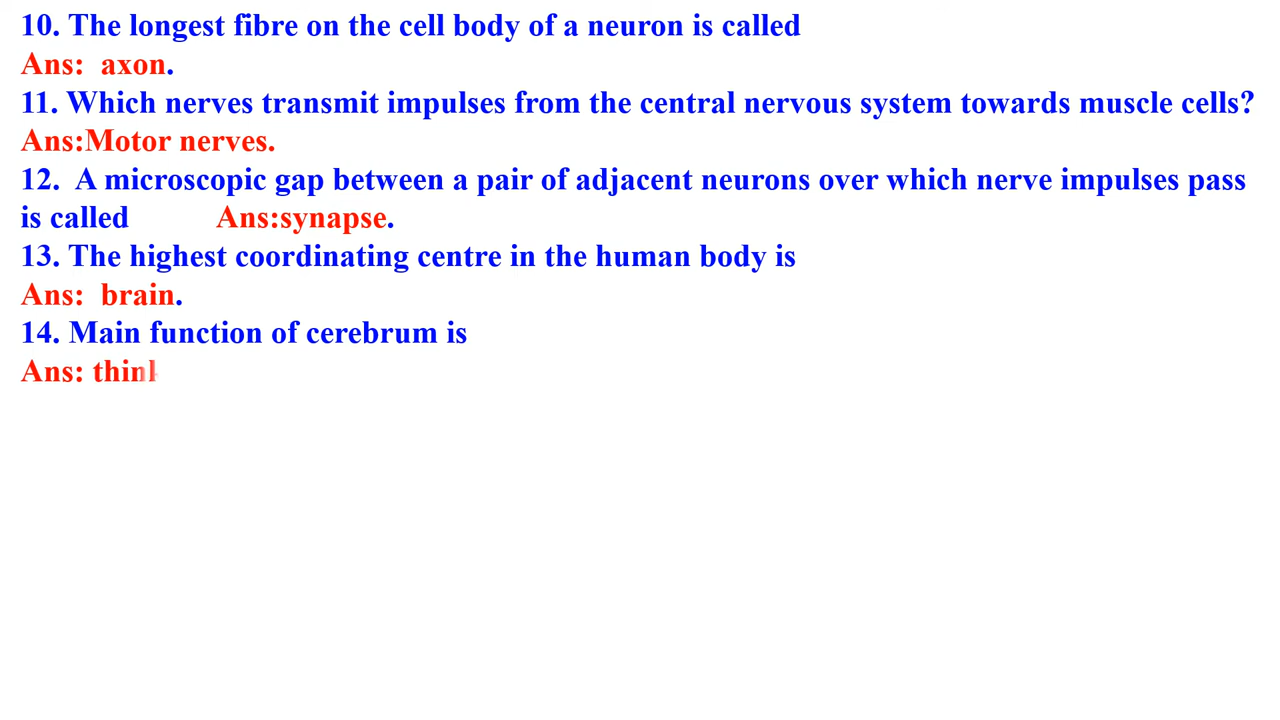 10. The longest fibre on the cell body of a neuron is called
Ans: axon.
11. Which nerves transmit impulses from the central nervous system towards muscle cells?
Ans:Motor nerves.
12. A microscopic gap between a pair of adjacent neurons over which nerve impulses pass
is called Ans:synapse.
13. The highest coordinating centre in the human body is
Ans: brain.
14. Main function of cerebrum is
Ans: